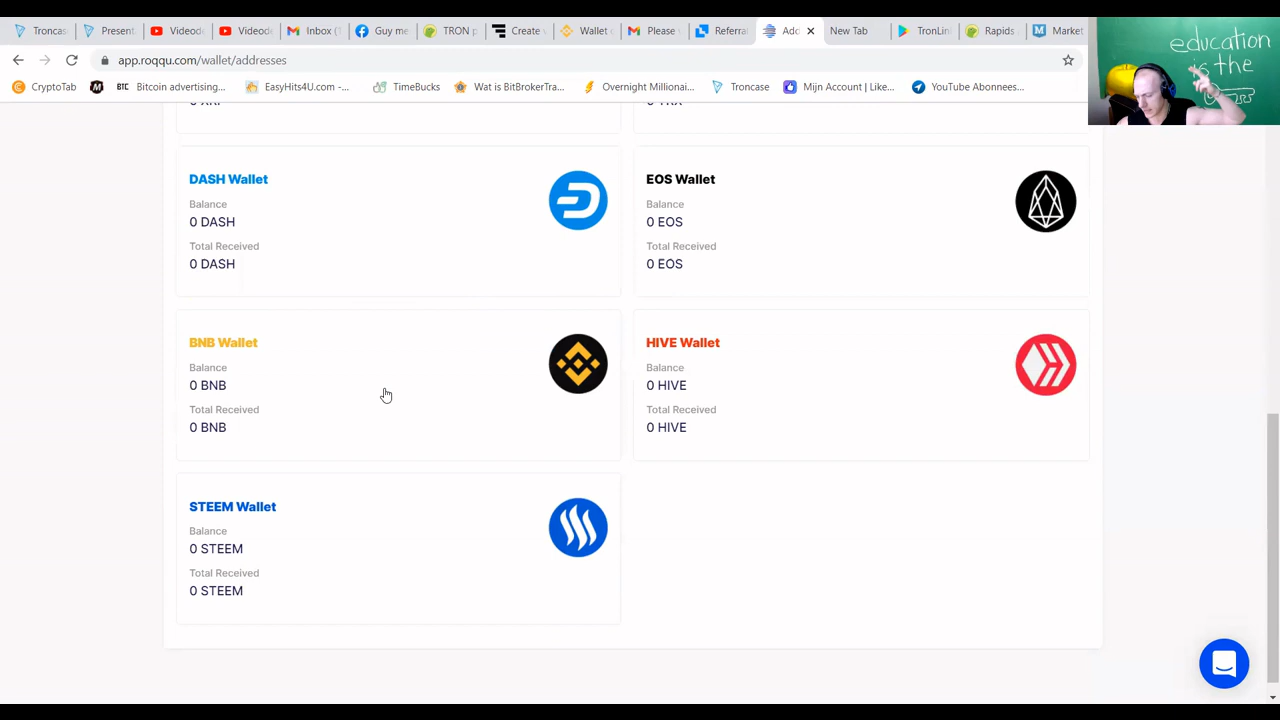 Troncas
Present
Videod
Videod
Inbox (
Guy me
TRON p
Create v
Wallet
Please
Referra
Add
New Tab
TronLin
Rapids
Market
app.roqqu.com/wallet/addresses
CryptoTab
BTC Bitcoin advertising...
EasyHits4U.com -...
TimeBucks
Wat is BitBrokerTra...
Overnight Millionai...
Troncase
Mijn Account | Like...
YouTube Abonnees...
education
is the
DASH Wallet
Balance
0 DASH
Total Received
0 DASH
EOS Wallet
Balance
0 EOS
Total Received
0 EOS
BNB Wallet
Balance
0 BNB
Total Received
0 BNB
HIVE Wallet
Balance
0 HIVE
Total Received
0 HIVE
STEEM Wallet
Balance
0 STEEM
Total Received
0 STEEM